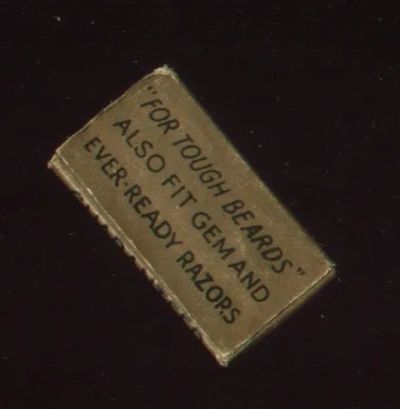 "FOR TOUGH BEARDS"
ALSO FIT GEM AND
EVER-READY RAZORS